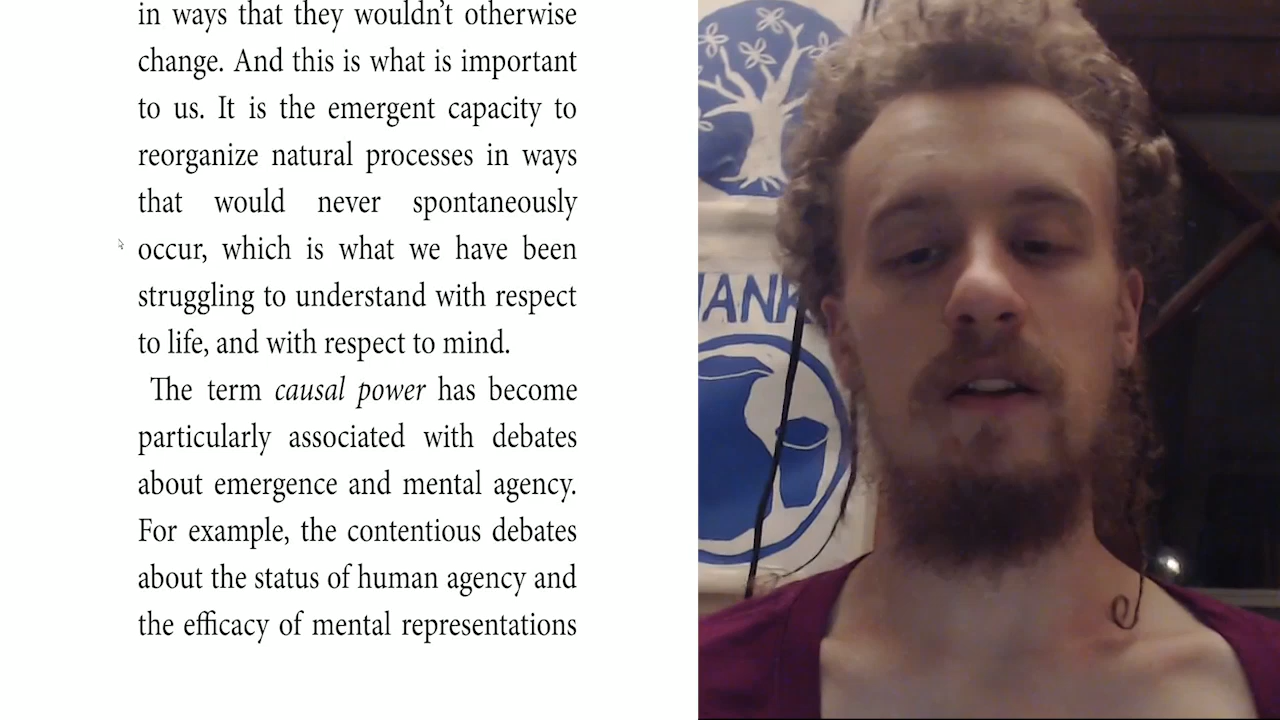 in ways that they wouldn't otherwise
change. And this is what is important
to us. It is the emergent capacity to
reorganize natural processes in ways
that would never spontaneously
occur, which is what we have been
struggling to understand with respect
to life, and with respect to mind.
The term causal power has become
particularly associated with debates
about emergence and mental agency.
For example, the contentious debates
about the status of human agency and
the efficacy of mental representations